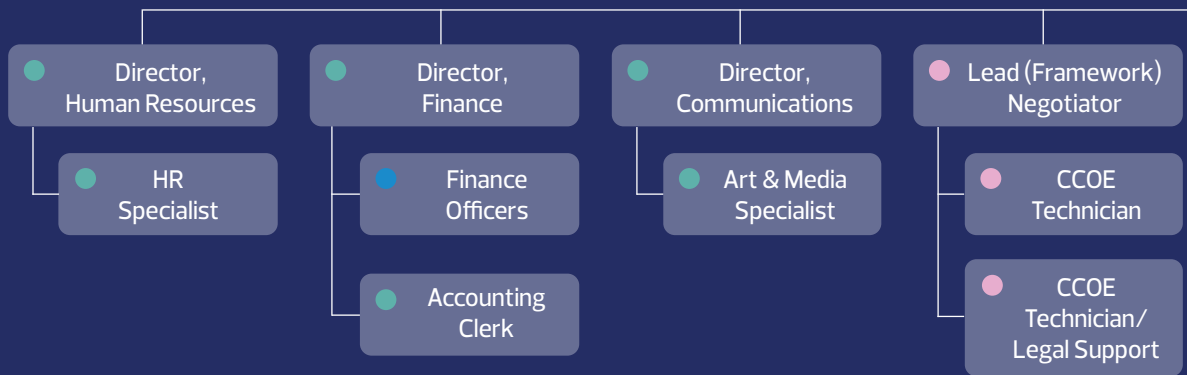 Director,
Human Resources
HR
Specialist
Director,
Finance
Finance
Officers
Accounting
Clerk
Director,
Communications
Art & Media
Specialist
Lead (Framework)
Negotiator
CCOE
Technician
CCOE
Technician/
Legal Support